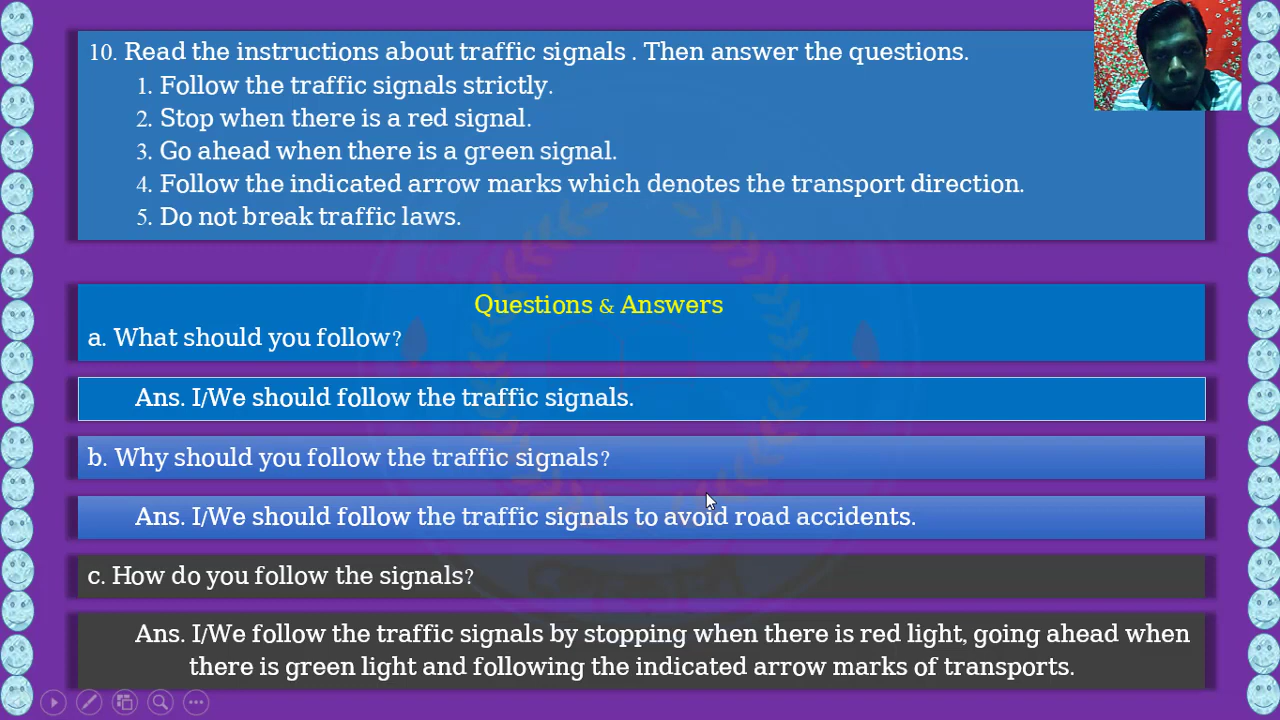 10. Read the instructions about traffic signals . Then answer the questions.
1. Follow the traffic signals strictly.
2. Stop when there is a red signal.
3. Go ahead when there is a green signal.
4. Follow the indicated arrow marks which denotes the transport direction.
5. Do not break traffic laws.
Questions & Answers
a. What should you follow?
Ans. I/We should follow the traffic signals.
b. Why should you follow the traffic signals?
Ans. I/We should follow the traffic signals to avoid road accidents.
c. How do you follow the signals?
Ans. I/We follow the traffic signals by stopping when there is red light, going ahead when
there is green light and following the indicated arrow marks of transports.